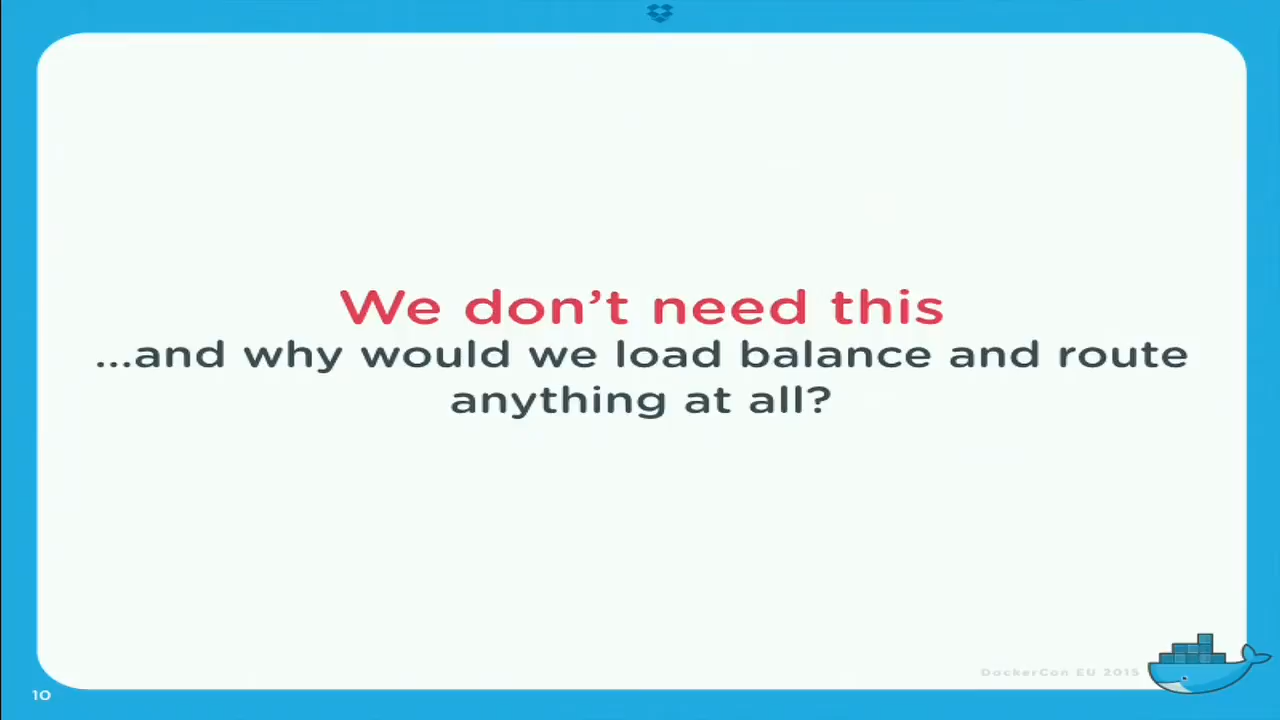 We don’t need this
...and why would we load balance and route
anything at all?
DockerCon EU 2015
10